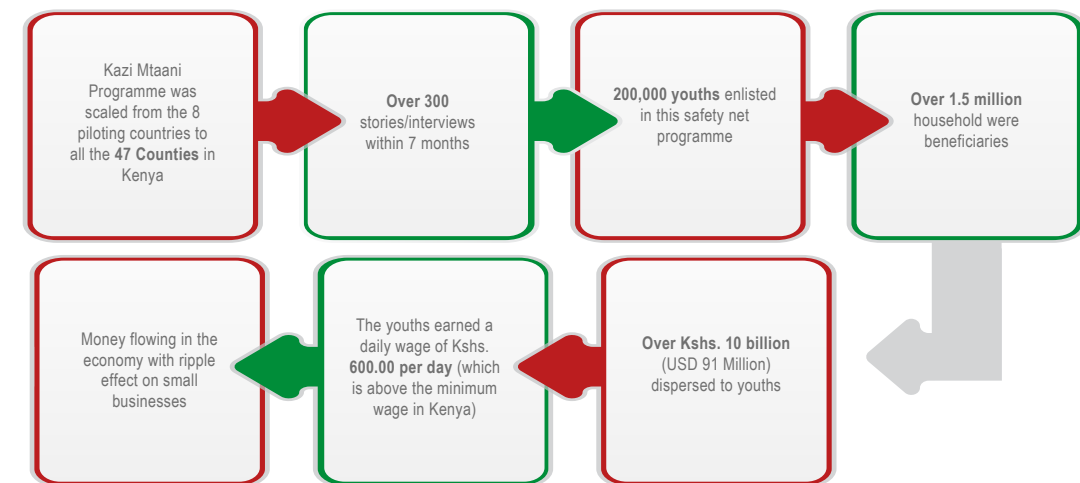 Kazi Mtaani
Programme was
scaled from the 8
piloting countries to
all the 47 Counties in
Kenya
Over 300
stories/interviews
within 7 months
200,000 youths enlisted
in this safety net
programme
Over 1.5 million
household were
beneficiaries
Over Kshs. 10 billion
(USD 91 Million)
dispersed to youths
The youths earned a
daily wage of Kshs.
600.00 per day (which
is above the minimum
wage in Kenya)
Money flowing in the
economy with ripple
effect on small
businesses